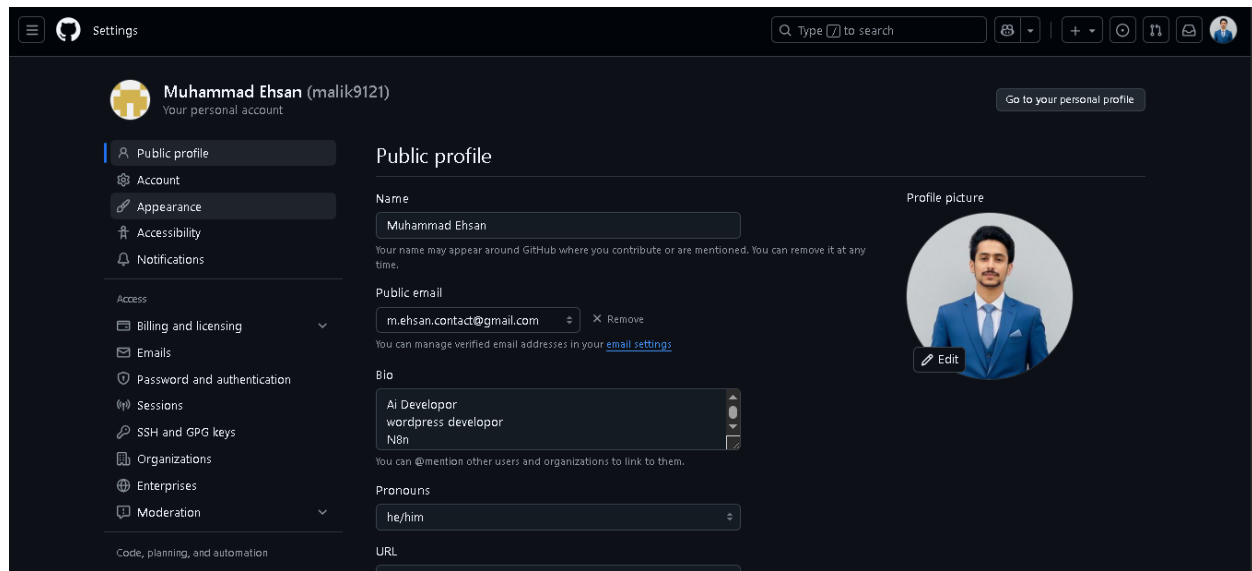 Settings
Type / to search
Muhammad Ehsan (malik9121)
Your personal account
Go to your personal profile
Public profile
Account
Appearance
Accessibility
Notifications
Access
Billing and licensing
Emails
Password and authentication
Sessions
SSH and GPG keys
Organizations
Enterprises
Moderation
Code, planning, and automation
Public profile
Name
Muhammad Ehsan
Your name may appear around GitHub where you contribute or are mentioned. You can remove it at any
time.
Public email
m.ehsan.contact@gmail.com
Remove
You can manage verified email addresses in your email settings
Bio
Ai Developor
wordpress developor
N8n
You can @mention other users and organizations to link to them.
Pronouns
he/him
URL
Profile picture
Edit